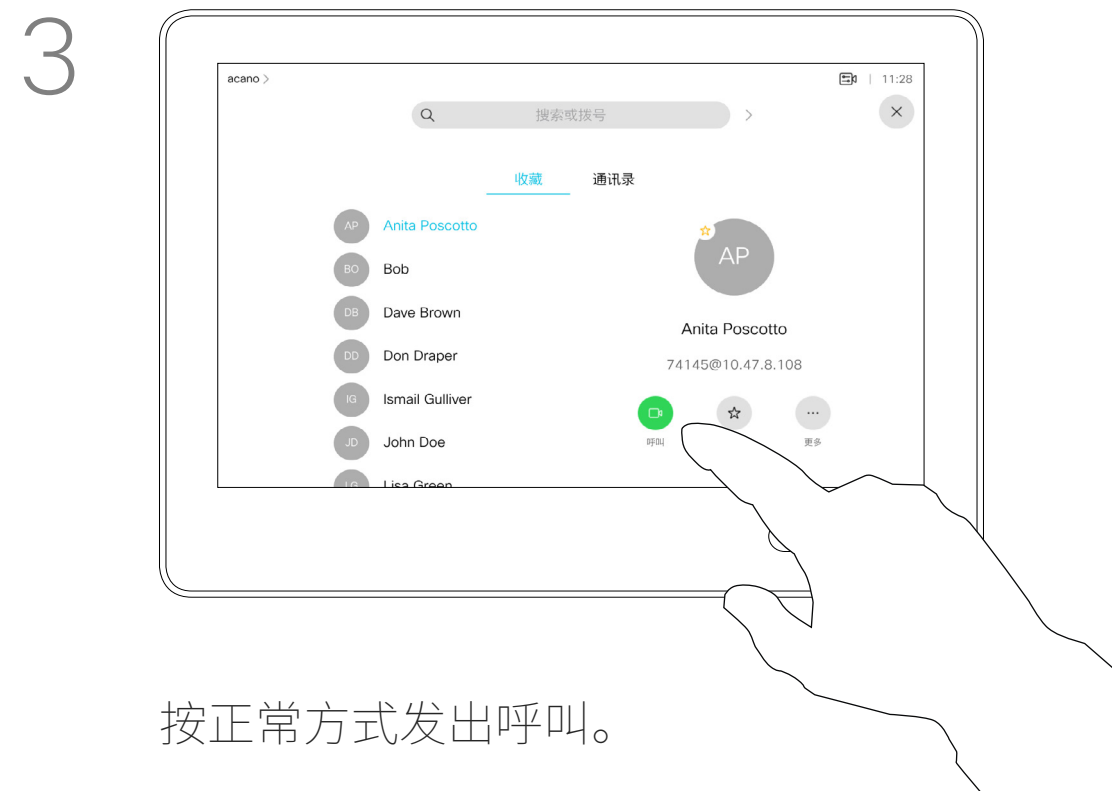 3
acano >
11:28
搜索或拨号
收藏
通讯录
AP
Anita Poscotto
BO
Bob
DB
Dave Brown
DD
Don Draper
IG
Ismail Gulliver
JD
John Doe
LG
Lisa Green
AP
Anita Poscotto
74145@10.47.8.108
呼叫
更多
按正常方式发出呼叫。